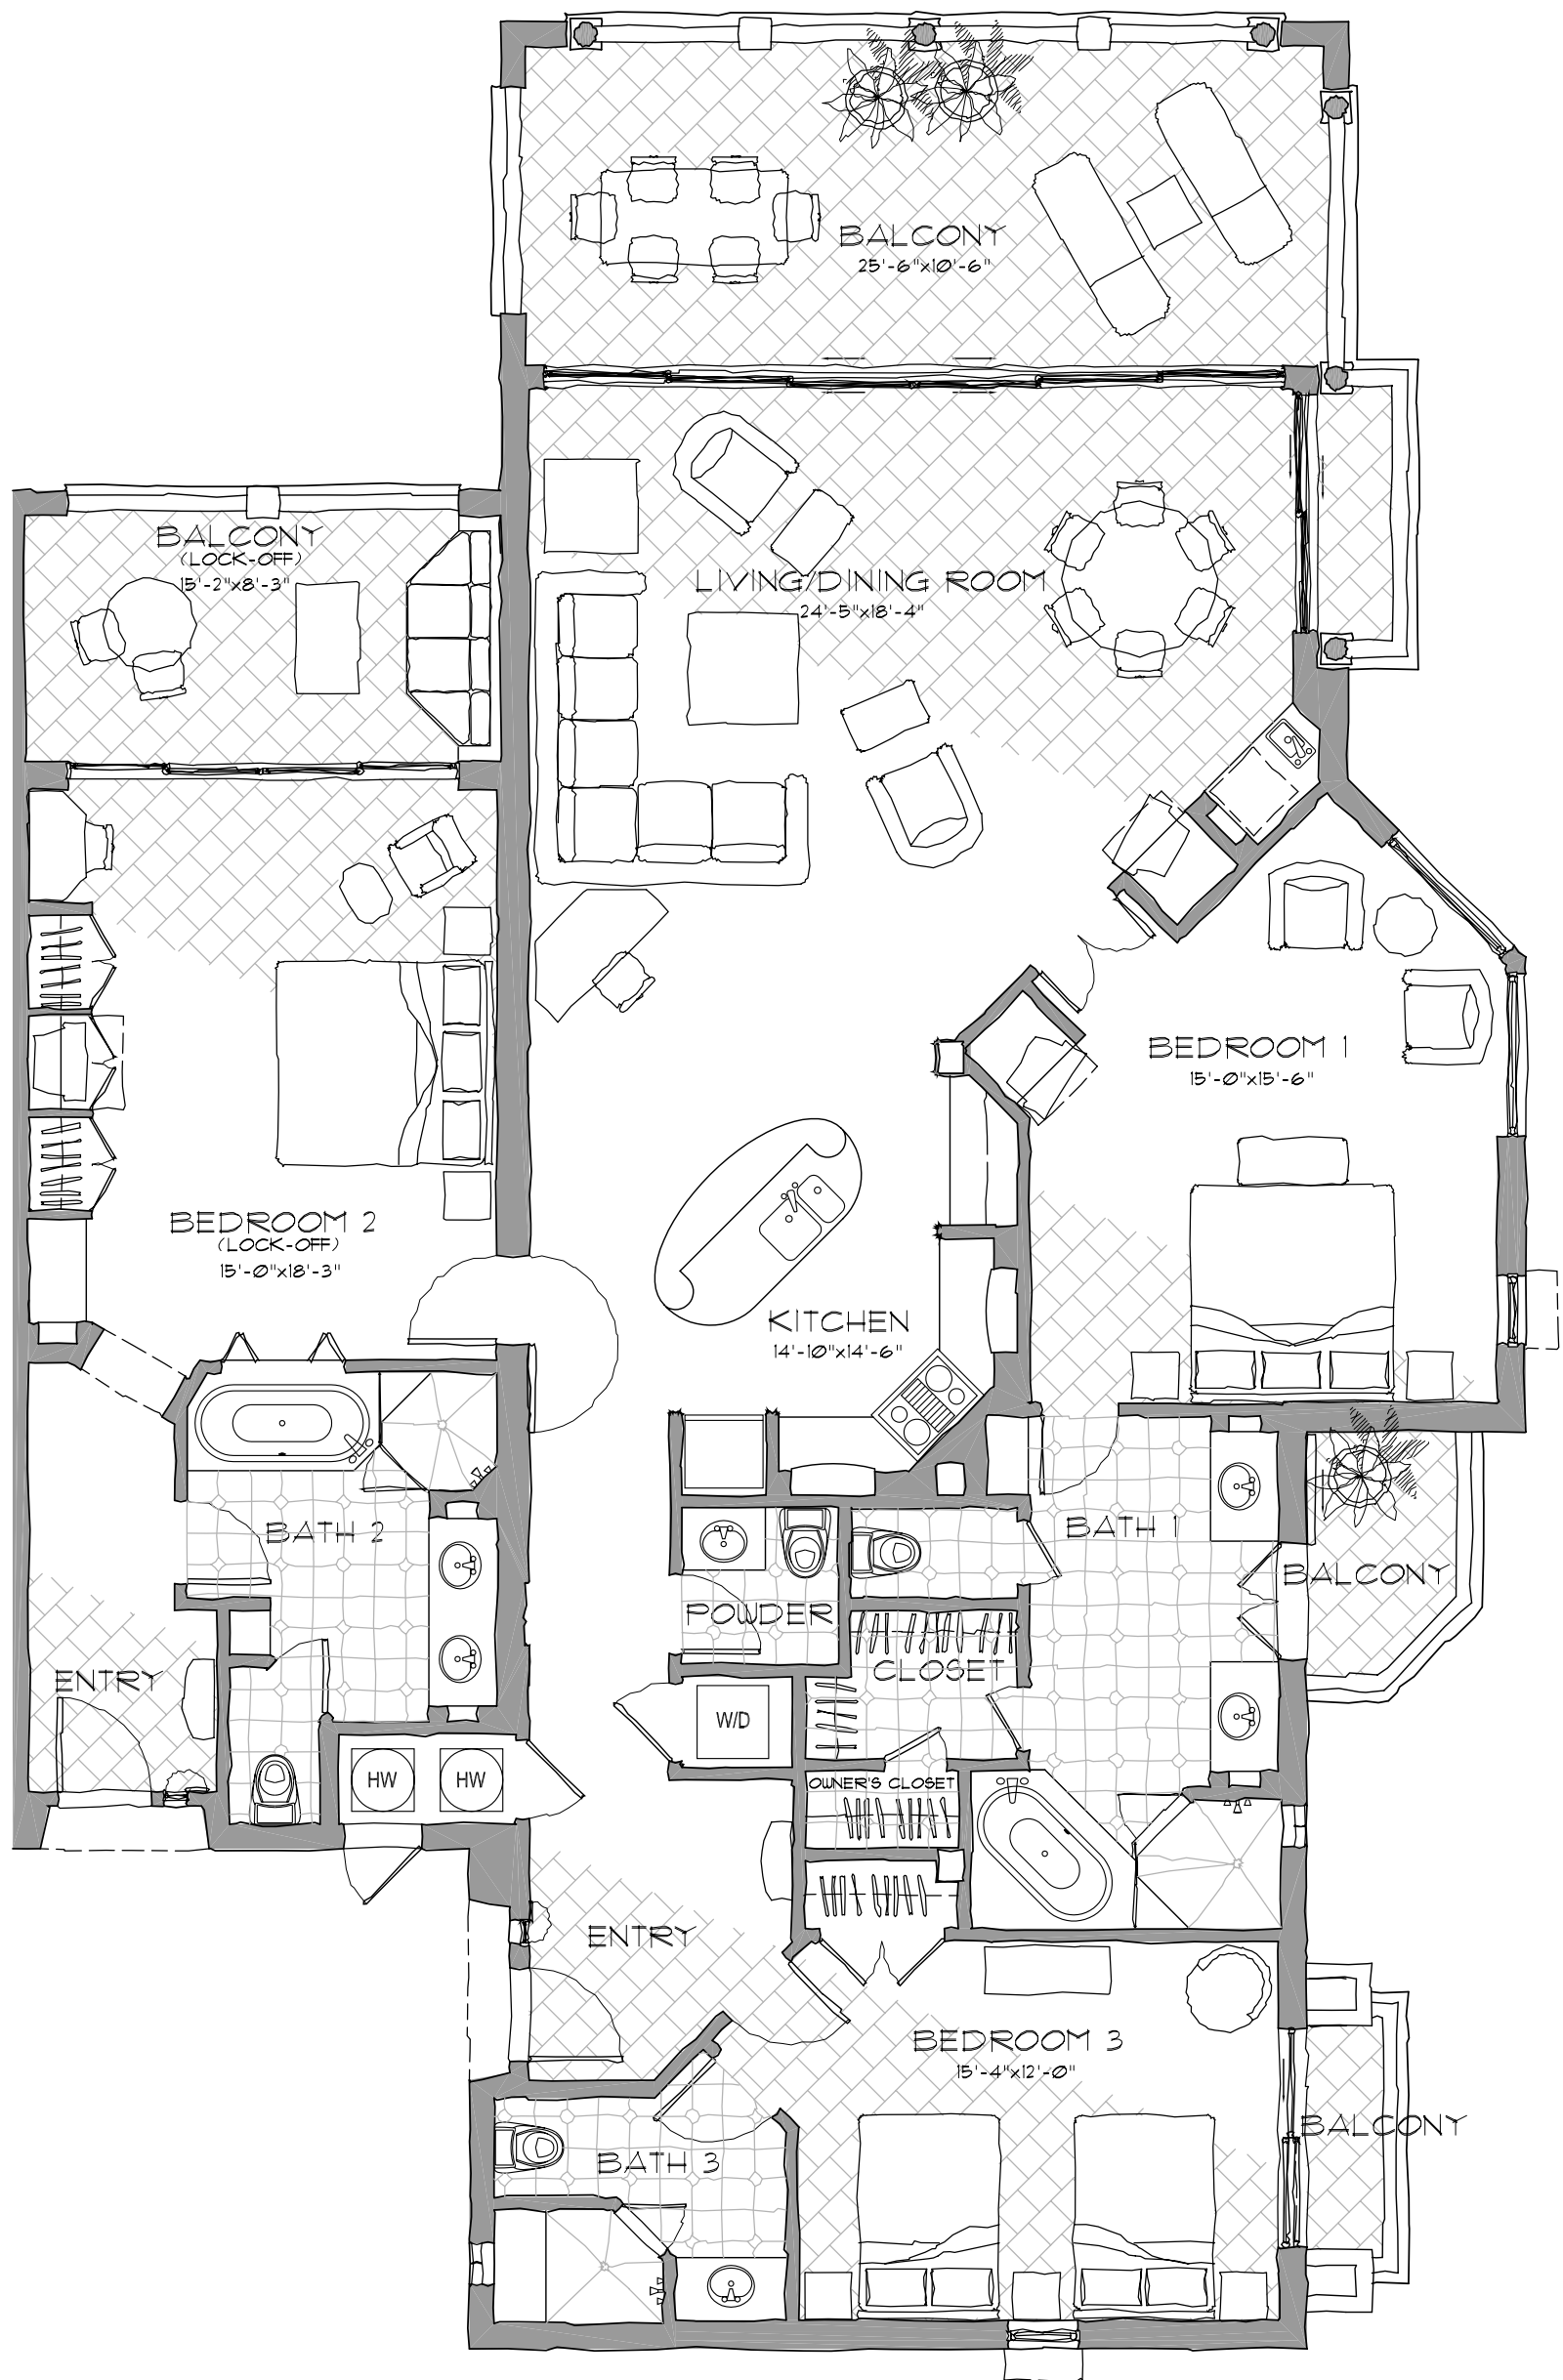 BALCONY
25'-6"x10'-6"
BALCONY
(LOCK-OFF)
15'-2"x8'-3"
LIVING/DINING ROOM
24'-5"x18'-4"
BEDROOM 1
15'-0"x15'-6"
BEDROOM 2
(LOCK-OFF)
15'-0"x18'-3"
KITCHEN
14'-10"x14'-6"
BATH 2
BATH 1
BALCONY
POWDER
CLOSET
ENTRY
W/D
HW
HW
OWNER'S CLOSET
ENTRY
BEDROOM 3
15'-4"x12'-0"
BALCONY
BATH 3